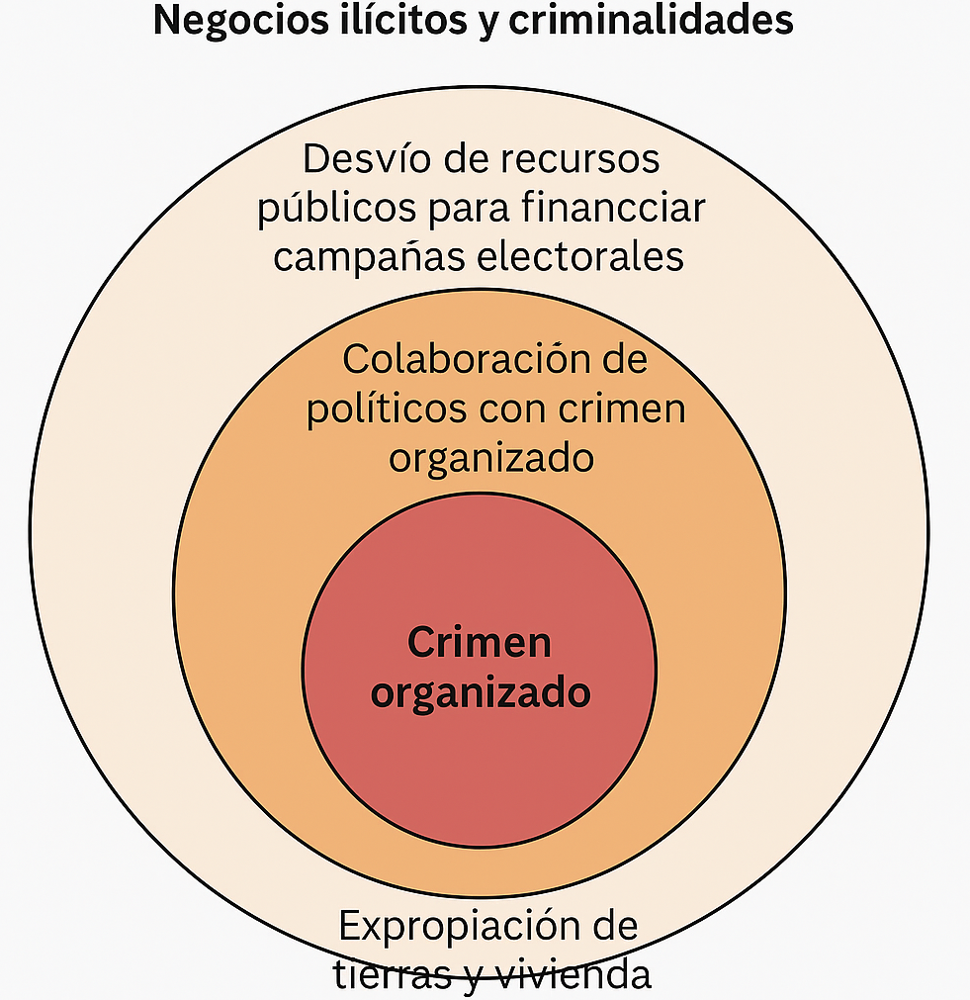 Negocios ilícitos y criminalidades
Desvío de recursos
públicos para financciar
campañas electorales
Colaboración de
políticos con crimen
organizado
Crimen
organizado
Expropiación de
tierras y vivienda